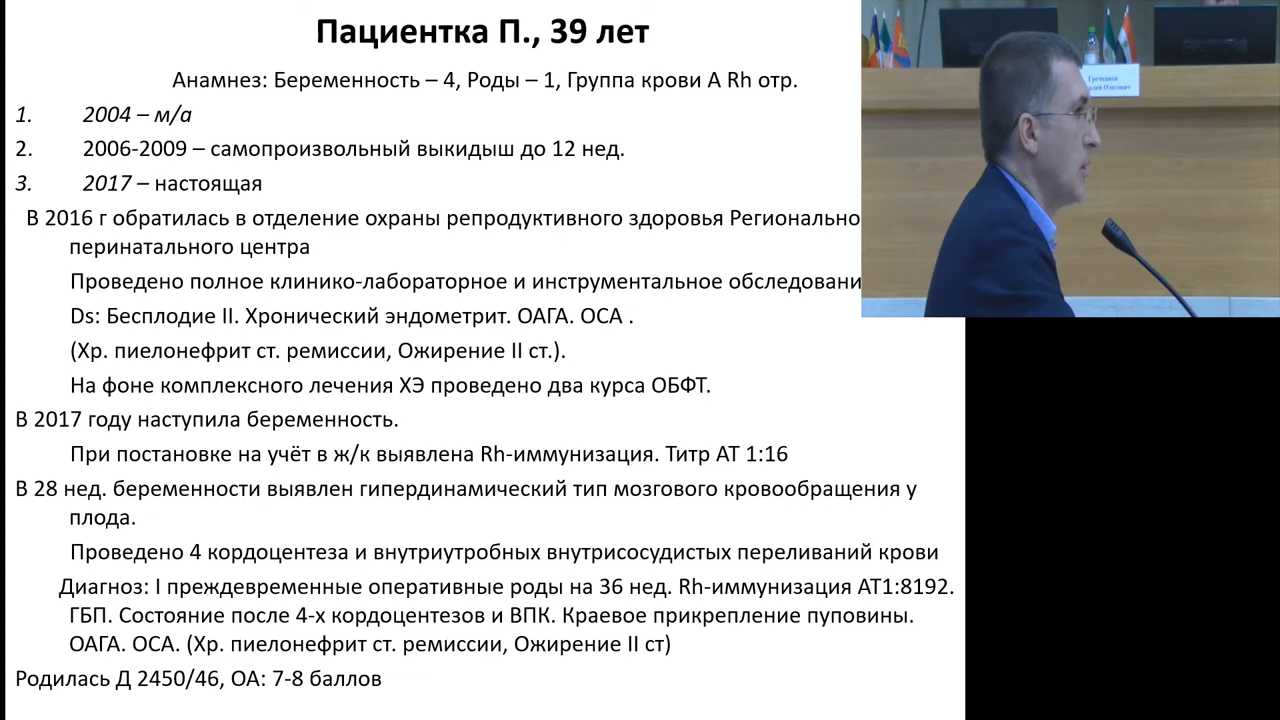 Пациентка П., 39 лет
Анамнез: Беременность – 4, Роды – 1, Группа крови А Rh отр.
1. 2004 – м/а
2. 2006-2009 – самопроизвольный выкидыш до 12 нед.
3. 2017 – настоящая
В 2016 г обратилась в отделение охраны репродуктивного здоровья Регионально
перинатального центра
Проведено полное клинико-лабораторное и инструментальное обследовани
Ds: Бесплодие II. Хронический эндометрит. ОАГА. ОСА .
(Хр. пиелонефрит ст. ремиссии, Ожирение II ст.).
На фоне комплексного лечения ХЭ проведено два курса ОБФТ.
В 2017 году наступила беременность.
При постановке на учёт в ж/к выявлена Rh-иммунизация. Титр АТ 1:16
В 28 нед. беременности выявлен гипердинамический тип мозгового кровообращения у
плода.
Проведено 4 кордоцентеза и внутриутробных внутрисосудистых переливаний крови
Диагноз: I преждевременные оперативные роды на 36 нед. Rh-иммунизация АТ1:8192.
ГБП. Состояние после 4-х кордоцентезов и ВПК. Краевое прикрепление пуповины.
ОАГА. ОСА. (Хр. пиелонефрит ст. ремиссии, Ожирение II ст)
Родилась Д 2450/46, ОА: 7-8 баллов